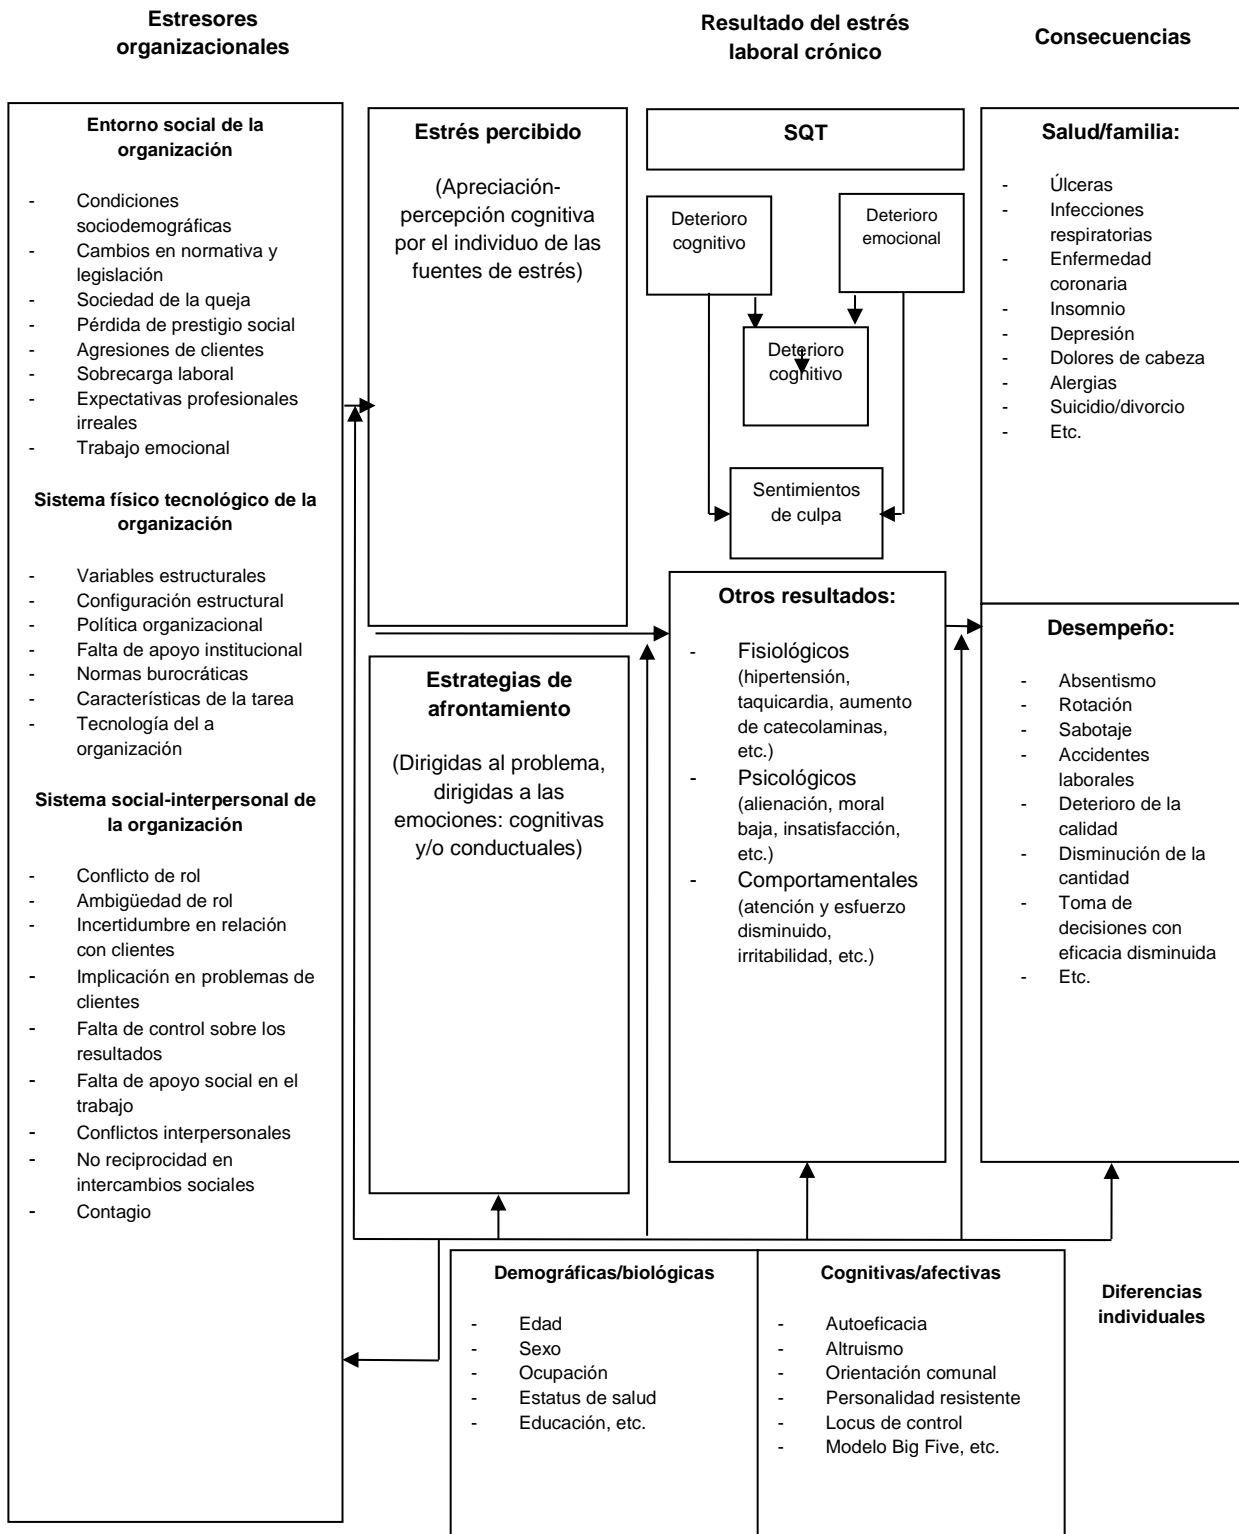 Estresores
organizacionales
Resultado del estrés
laboral crónico
Consecuencias
Entorno social de la
organización
- Condiciones
sociodemográficas
- Cambios en normativa y
legislación
- Sociedad de la queja
- Pérdida de prestigio social
- Agresiones de clientes
- Sobrecarga laboral
- Expectativas profesionales
irreales
- Trabajo emocional
Sistema físico tecnológico de la
organización
- Variables estructurales
- Configuración estructural
- Política organizacional
- Falta de apoyo institucional
- Normas burocráticas
- Características de la tarea
- Tecnología del a
organización
Sistema social-interpersonal de
la organización
- Conflicto de rol
- Ambigüedad de rol
- Incertidumbre en relación
con clientes
- Implicación en problemas de
clientes
- Falta de control sobre los
resultados
- Falta de apoyo social en el
trabajo
- Conflictos interpersonales
- No reciprocidad en
intercambios sociales
- Contagio
Estrés percibido
(Apreciación-
percepción cognitiva
por el individuo de las
fuentes de estrés)
Estrategias de
afrontamiento
(Dirigidas al problema,
dirigidas a las
emociones: cognitivas
y/o conductuales)
SQT
Deterioro
cognitivo
Deterioro
emocional
Deterioro
cognitivo
Sentimientos
de culpa
Otros resultados:
- Fisiológicos
(hipertensión,
taquicardia, aumento
de catecolaminas,
etc.)
- Psicológicos
(alienación, moral
baja, insatisfacción,
etc.)
- Comportamentales
(atención y esfuerzo
disminuido,
irritabilidad, etc.)
Salud/familia:
- Úlceras
- Infecciones
respiratorias
- Enfermedad
coronaria
- Insomnio
- Depresión
- Dolores de cabeza
- Alergias
- Suicidio/divorcio
- Etc.
Desempeño:
- Absentismo
- Rotación
- Sabotaje
- Accidentes
laborales
- Deterioro de la
calidad
- Disminución de la
cantidad
- Toma de
decisiones con
eficacia disminuida
- Etc.
Demográficas/biológicas
- Edad
- Sexo
- Ocupación
- Estatus de salud
- Educación, etc.
Cognitivas/afectivas
- Autoeficacia
- Altruismo
- Orientación comunal
- Personalidad resistente
- Locus de control
- Modelo Big Five, etc.
Diferencias
individuales